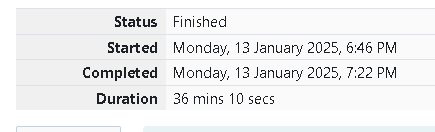 Status Finished
Started Monday, 13 January 2025, 6:46 PM
Completed Monday, 13 January 2025, 7:22 PM
Duration 36 mins 10 secs